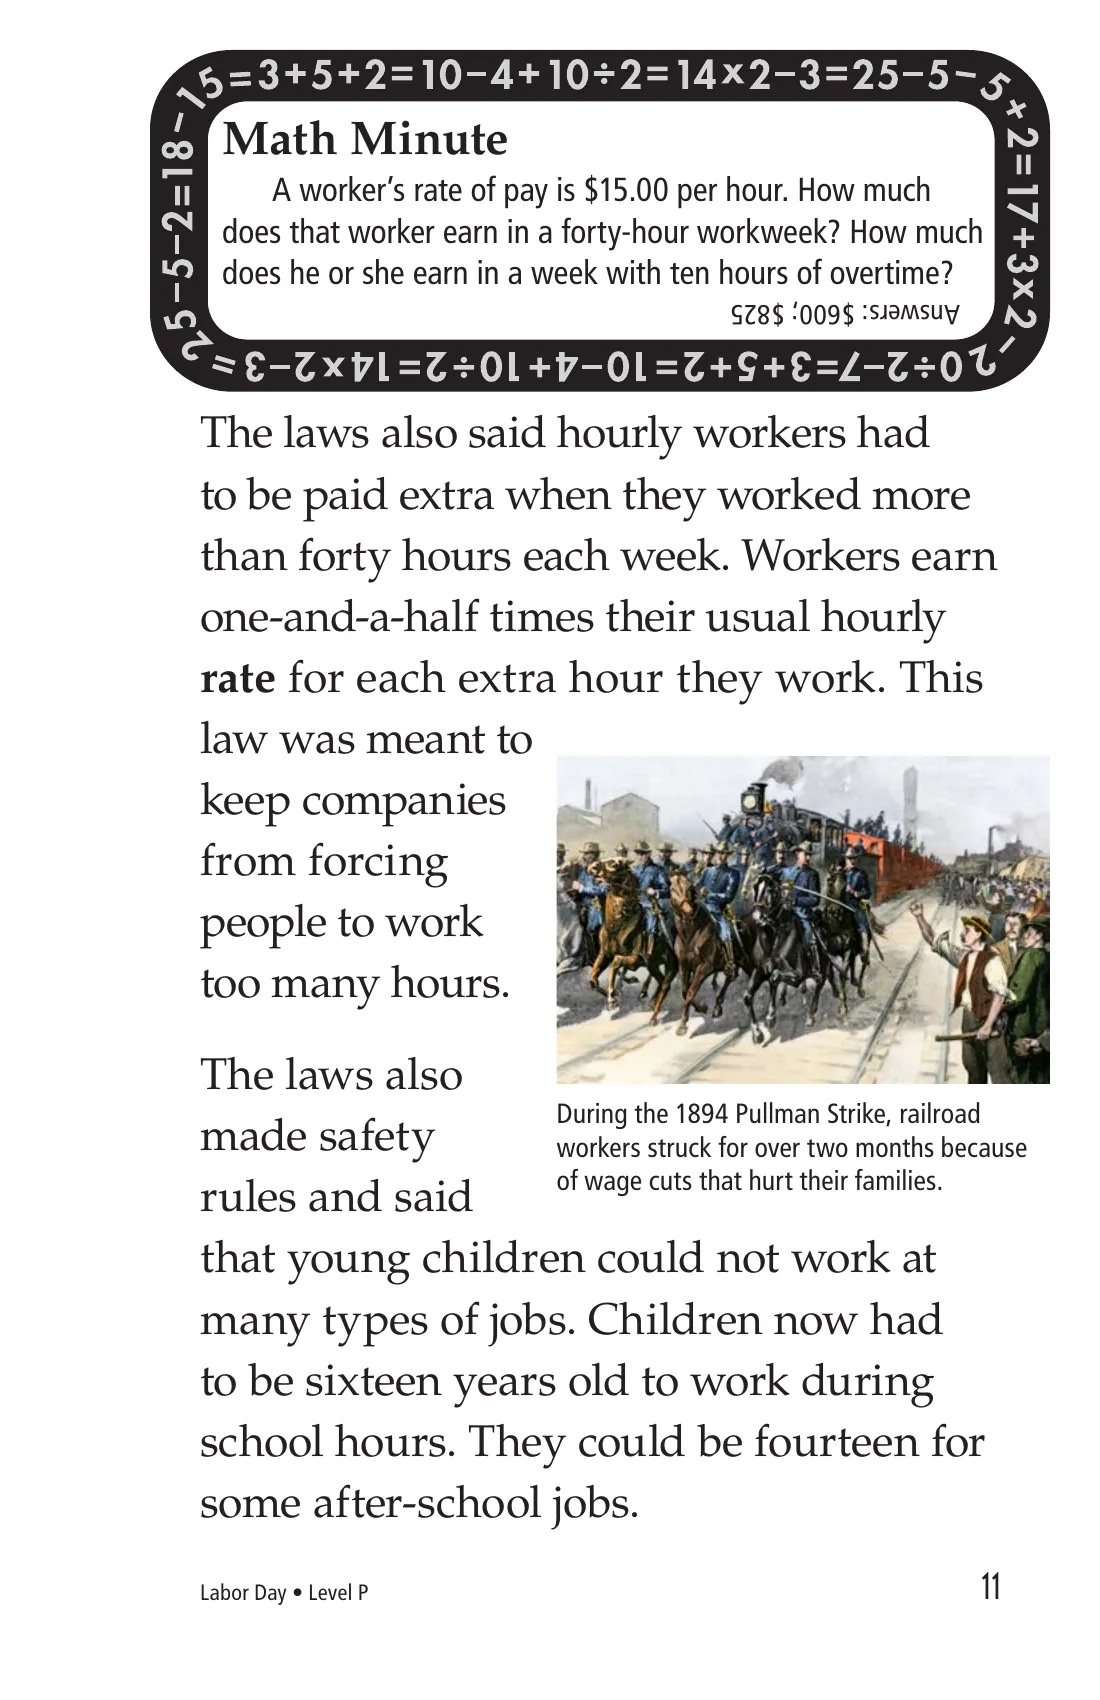 5=3+5+2=10−4+10÷2=14×2−3=25−5−5+2=17+3×2−
20÷2−7=3+5+2=10−4+10÷2=14×2−3=
25−5−2=18−1
Math Minute
A worker’s rate of pay is $15.00 per hour. How much
does that worker earn in a forty-hour workweek? How much
does he or she earn in a week with ten hours of overtime?
Answers: $600; $825
The laws also said hourly workers had
to be paid extra when they worked more
than forty hours each week. Workers earn
one-and-a-half times their usual hourly
rate for each extra hour they work. This
law was meant to
keep companies
from forcing
people to work
too many hours.
During the 1894 Pullman Strike, railroad
workers struck for over two months because
of wage cuts that hurt their families.
The laws also
made safety
rules and said
that young children could not work at
many types of jobs. Children now had
to be sixteen years old to work during
school hours. They could be fourteen for
some after-school jobs.
Labor Day • Level P
11